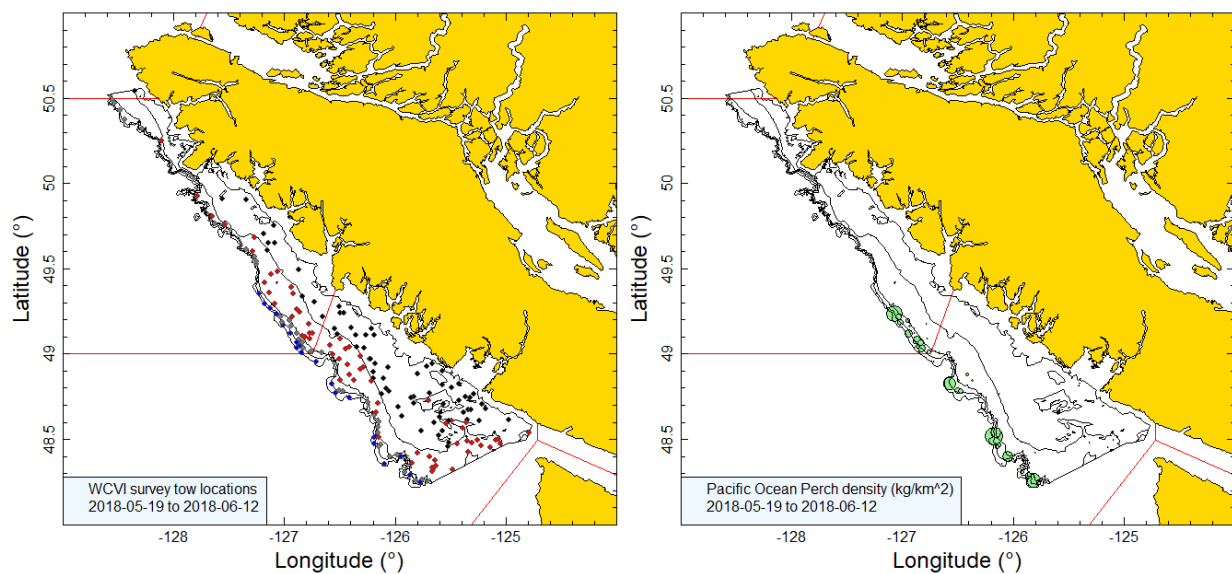 50.5
50
49.5
49
48.5
Latitude (°)
WCVI survey tow locations
2018-05-19 to 2018-06-12
-128
-127
-126
-125
Longitude (°)
50.5
50
49.5
49
48.5
Latitude (°)
Pacific Ocean Perch density (kg/km^2)
2018-05-19 to 2018-06-12
-128
-127
-126
-125
Longitude (°)